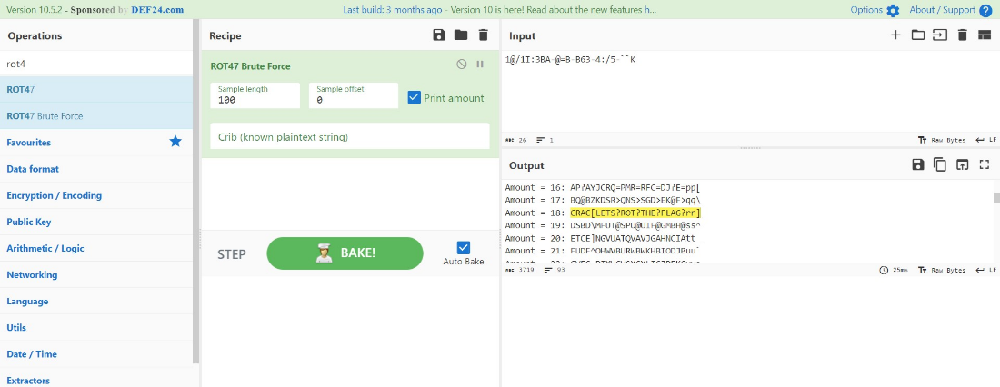 Version 10.5.2 - Sponsored by DEF24.com
Last build: 3 months ago - Version 10 is here! Read about the new features h...
Options
About / Support
Operations
rot4
ROT47
ROT47 Brute Force
Favourites
Data format
Encryption / Encoding
Public Key
Arithmetic / Logic
Networking
Language
Utils
Date / Time
Extractors
Recipe
ROT47 Brute Force
Sample length
100
Sample offset
0
Print amount
Crib (known plaintext string)
STEP
BAKE!
Auto Bake
Input
1@/1I:3BA-@=B-B63-4:/5-``K
ABC 26
1
Tт Raw Bytes
LF
Output
Amount = 16: AP?AYJCRQ=PMR=RFC=DJ?E=pp[
Amount = 17: BQ@BZKDSR>QNS>SGD>EK@F>qq\
Amount = 18: CRAC[LETS?ROT?THE?FLAG?rr]
Amount = 19: DSBD\MFUT@SPU@UIF@GMBH@ss^
Amount = 20: ETCE]NGVUATQVAVJGAHNCIAtt_
Amount = 21: FUDF^OHWVBURWBWKHBIODJBuu`
ABC 3719
93
25ms
Tт Raw Bytes
LF